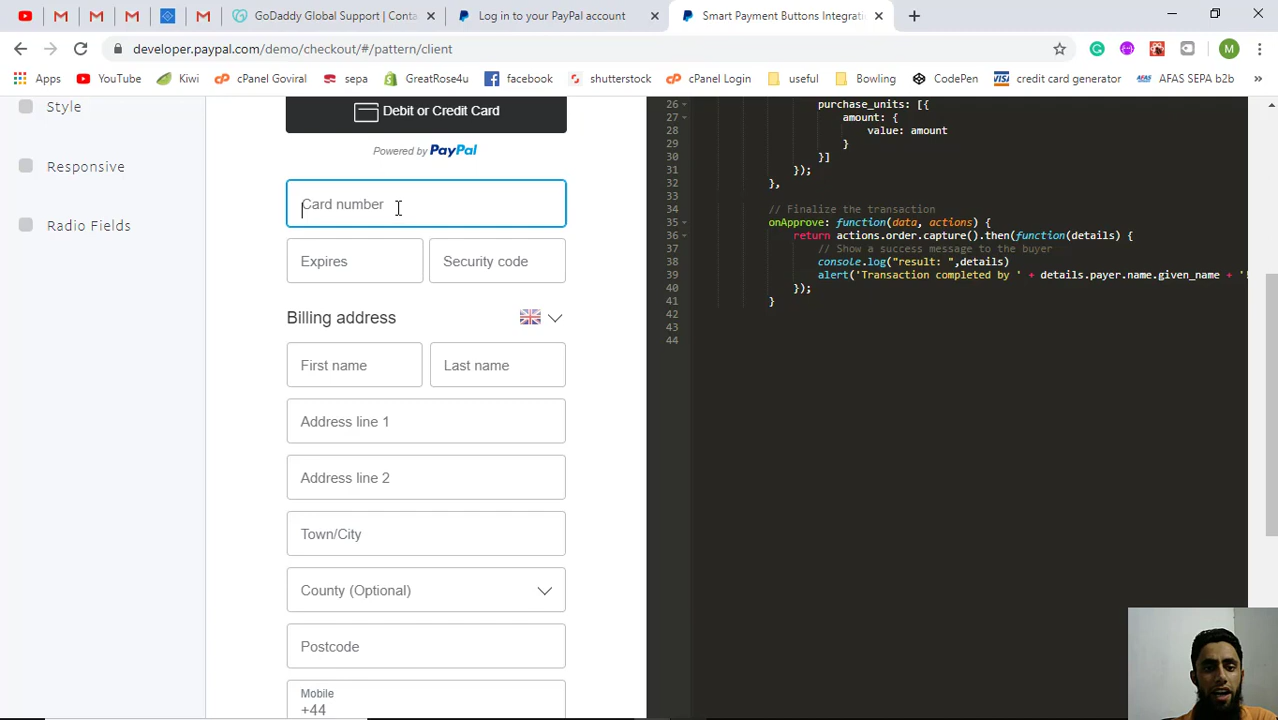 GoDaddy Global Support | Conta
Log in to your PayPal account
Smart Payment Buttons Integrati
developer.paypal.com/demo/checkout/#/pattern/client
M
Apps
YouTube
Kiwi
cPanel Goviral
sepa
GreatRose4u
facebook
shutterstock
cPanel Login
useful
Bowling
CodePen
VISA credit card generator
AFAS SEPA b2b
»
Style
Responsive
Radio Fields
Debit or Credit Card
Powered by PayPal
Card number
Expires
Security code
Billing address
First name
Last name
Address line 1
Address line 2
Town/City
County (Optional)
Postcode
Mobile
+44
26 purchase_units: [{
27 amount: {
28 value: amount
29 }
30 }]
31 });
32 },
33
34 // Finalize the transaction
35 onApprove: function(data, actions) {
36 return actions.order.capture().then(function(details) {
37 // Show a success message to the buyer
38 console.log("result: ",details)
39 alert('Transaction completed by ' + details.payer.name.given_name + '!
40 });
41 }
42
43
44